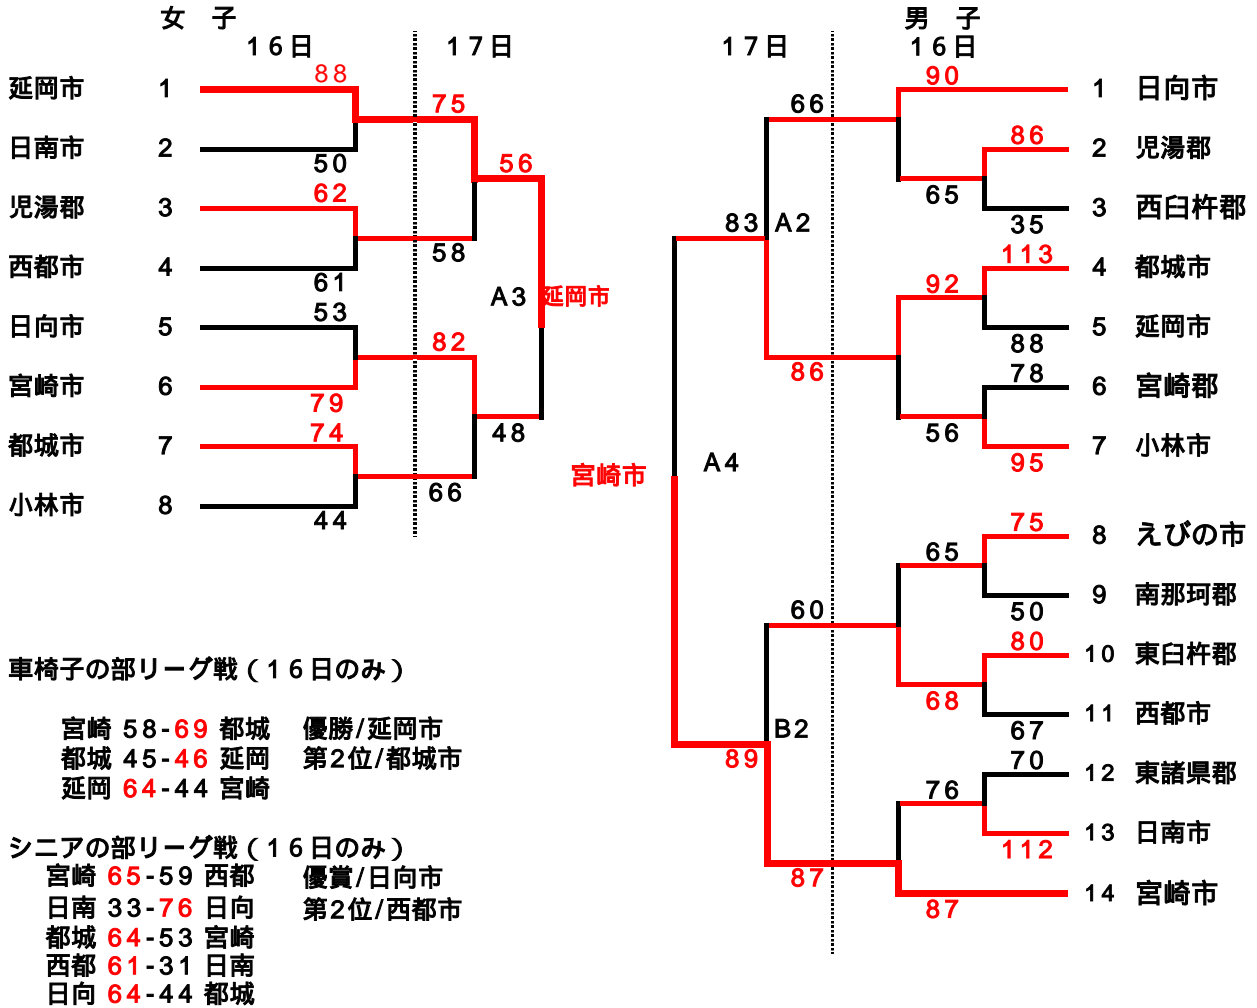 女 子
16日 17日
延岡市 1 88
75
日南市 2 50
56
児湯郡 3 62
58
西都市 4 61
A3 延岡市
日向市 5 53
82
宮崎市 6 79
48
都城市 7 74
66
小林市 8 44
男 子
17日 16日
90 1 日向市
66
86 2 児湯郡
65
35 3 西臼杵郡
83 A2
113 4 都城市
92
88 5 延岡市
86
78 6 宮崎郡
56
95 7 小林市
宮崎市 A4
75 8 えびの市
65
50 9 南那珂郡
60
80 10 東臼杵郡
68
67 11 西都市
89 B2
70 12 東諸県郡
76
112 13 日南市
87
87 14 宮崎市
車椅子の部リーグ戦(16日のみ)
宮崎 58-69 都城 優勝/延岡市
都城 45-46 延岡 第2位/都城市
延岡 64-44 宮崎
シニアの部リーグ戦(16日のみ)
宮崎 65-59 西都 優賞/日向市
日南 33-76 日向 第2位/西都市
都城 64-53 宮崎
西都 61-31 日南
日向 64-44 都城